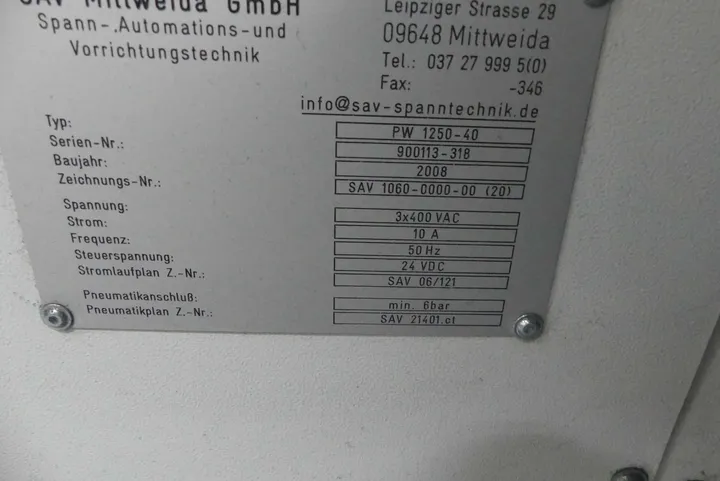 SAV Mittweida GmbH
Spann-,Automations-und
Vorrichtungstechnik
Leipziger Strasse 29
09648 Mittweida
Tel.: 037 27 999 5(0)
Fax: -346
info@sav-spanntechnik.de
Typ: PW 1250-40
Serien-Nr.: 900113-318
Baujahr: 2008
Zeichnungs-Nr.: SAV 1060-0000-00 (20)
Spannung: 3x400 VAC
Strom: 10 A
Frequenz: 50 Hz
Steuerspannung: 24 VDC
Stromlaufplan Z.-Nr.: SAV 06/121
Pneumatikanschluß: min. 6bar
Pneumatikplan Z.-Nr.: SAV 21401.ct